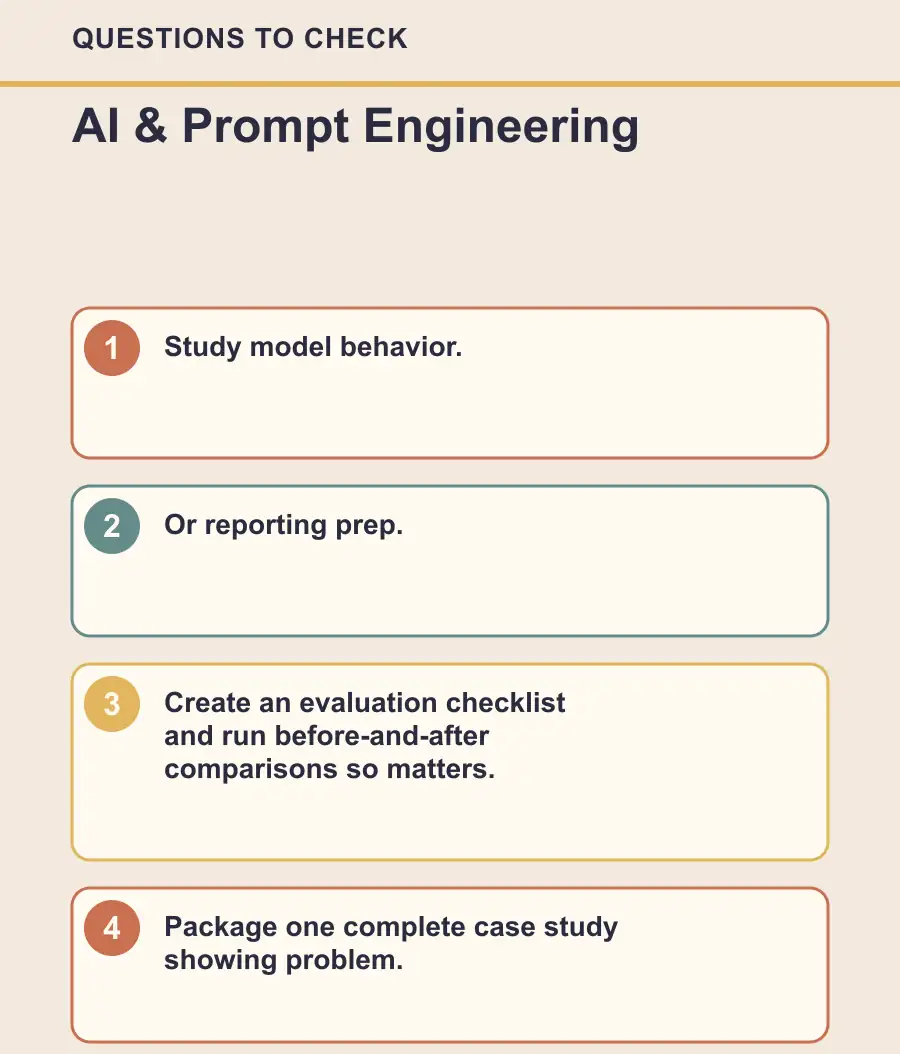 QUESTIONS TO CHECK
AI & Prompt Engineering
1
Study model behavior.
2
Or reporting prep.
3
Create an evaluation checklist
and run before-and-after
comparisons so matters.
4
Package one complete case study
showing problem.